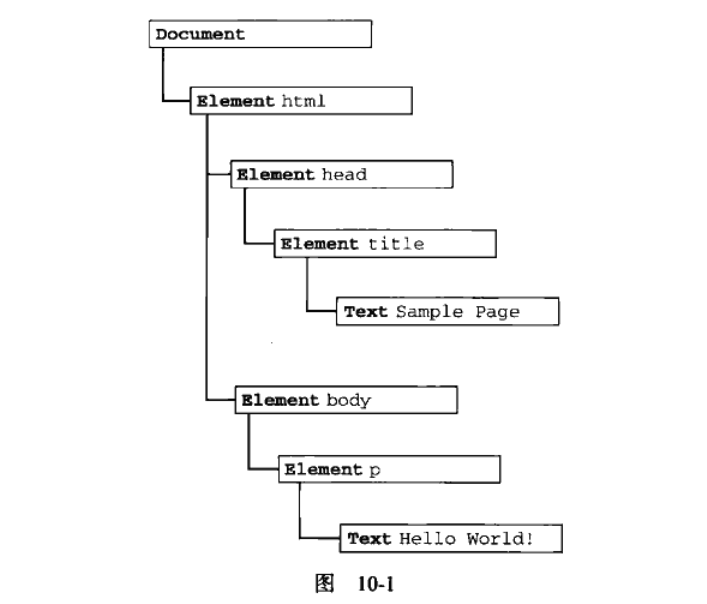 Document
Element html
Element head
Element title
Text Sample Page
Element body
Element p
Text Hello World!
图 10-1